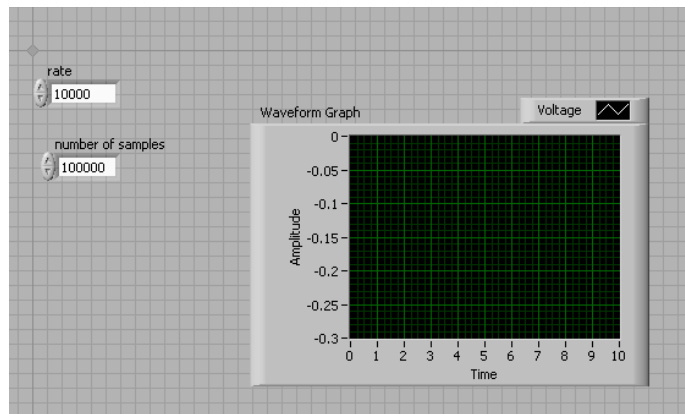 rate
10000
number of samples
100000
Waveform Graph
Voltage
Amplitude
0
-0.05
-0.1
-0.15
-0.2
-0.25
-0.3
0 1 2 3 4 5 6 7 8 9 10
Time